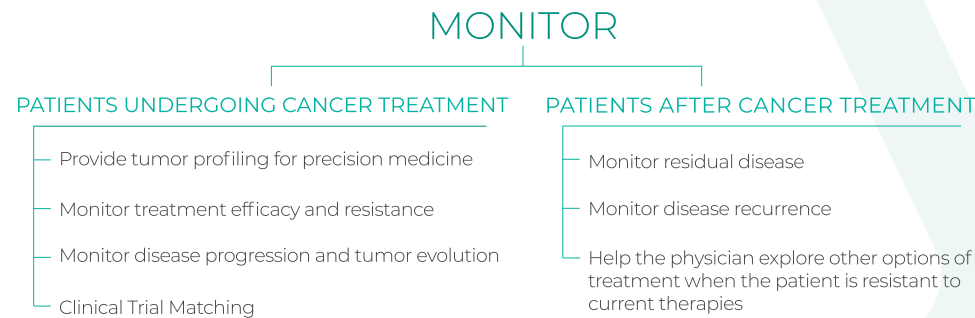 MONITOR
PATIENTS UNDERGOING CANCER TREATMENT
Provide tumor profiling for precision medicine
Monitor treatment efficacy and resistance
Monitor disease progression and tumor evolution
Clinical Trial Matching
PATIENTS AFTER CANCER TREATMENT
Monitor residual disease
Monitor disease recurrence
Help the physician explore other options of
treatment when the patient is resistant to
current therapies